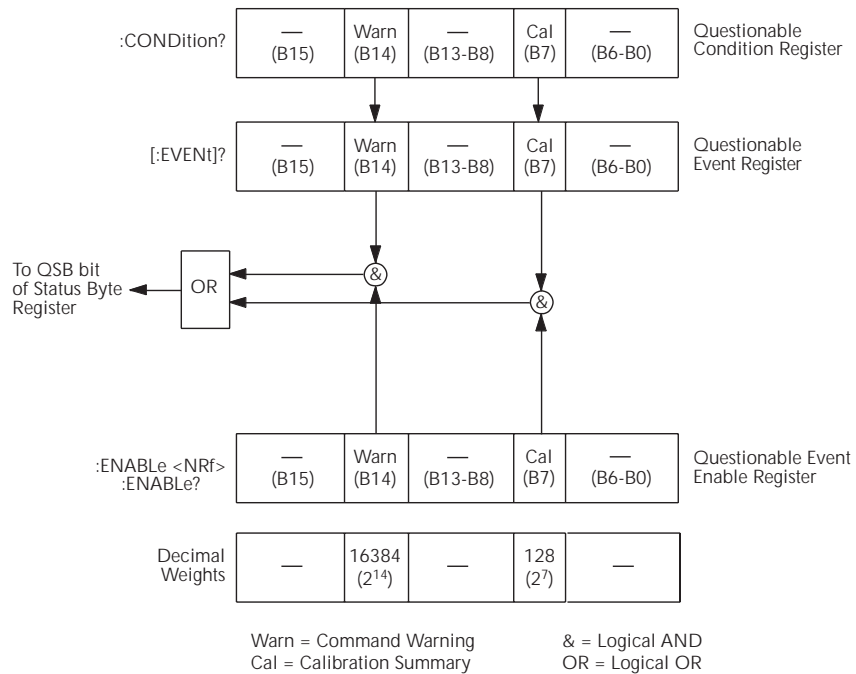 :CONDition?
—
(B15)
Warn
(B14)
—
(B13-B8)
Cal
(B7)
—
(B6-B0)
Questionable
Condition Register
[:EVENt]?
—
(B15)
Warn
(B14)
—
(B13-B8)
Cal
(B7)
—
(B6-B0)
Questionable
Event Register
To QSB bit
of Status Byte
Register
OR
&
&
:ENABLe <NRf>
:ENABLe?
—
(B15)
Warn
(B14)
—
(B13-B8)
Cal
(B7)
—
(B6-B0)
Questionable Event
Enable Register
Decimal
Weights
—
16384
(2¹⁴)
—
128
(2⁷)
—
Warn = Command Warning
Cal = Calibration Summary
& = Logical AND
OR = Logical OR